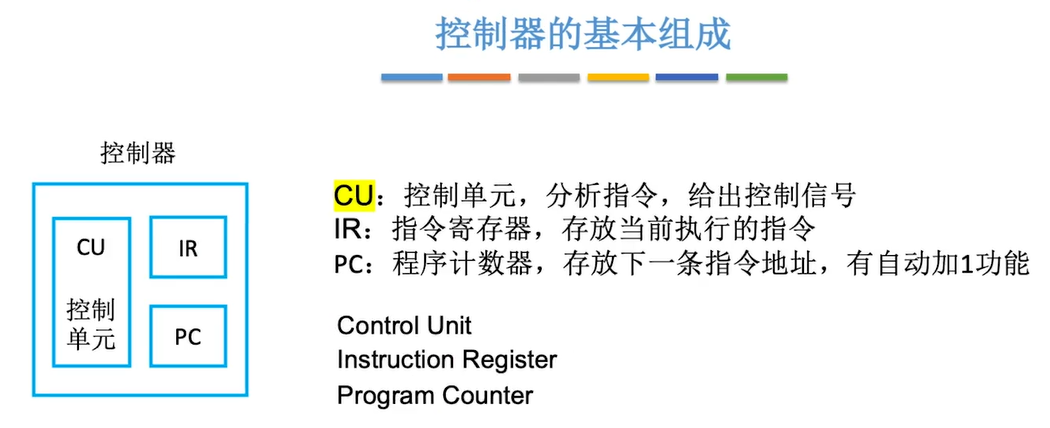 控制器的基本组成
控制器
CU
控制
单元
IR
PC
CU：控制单元，分析指令，给出控制信号
IR：指令寄存器，存放当前执行的指令
PC：程序计数器，存放下一条指令地址，有自动加1功能
Control Unit
Instruction Register
Program Counter